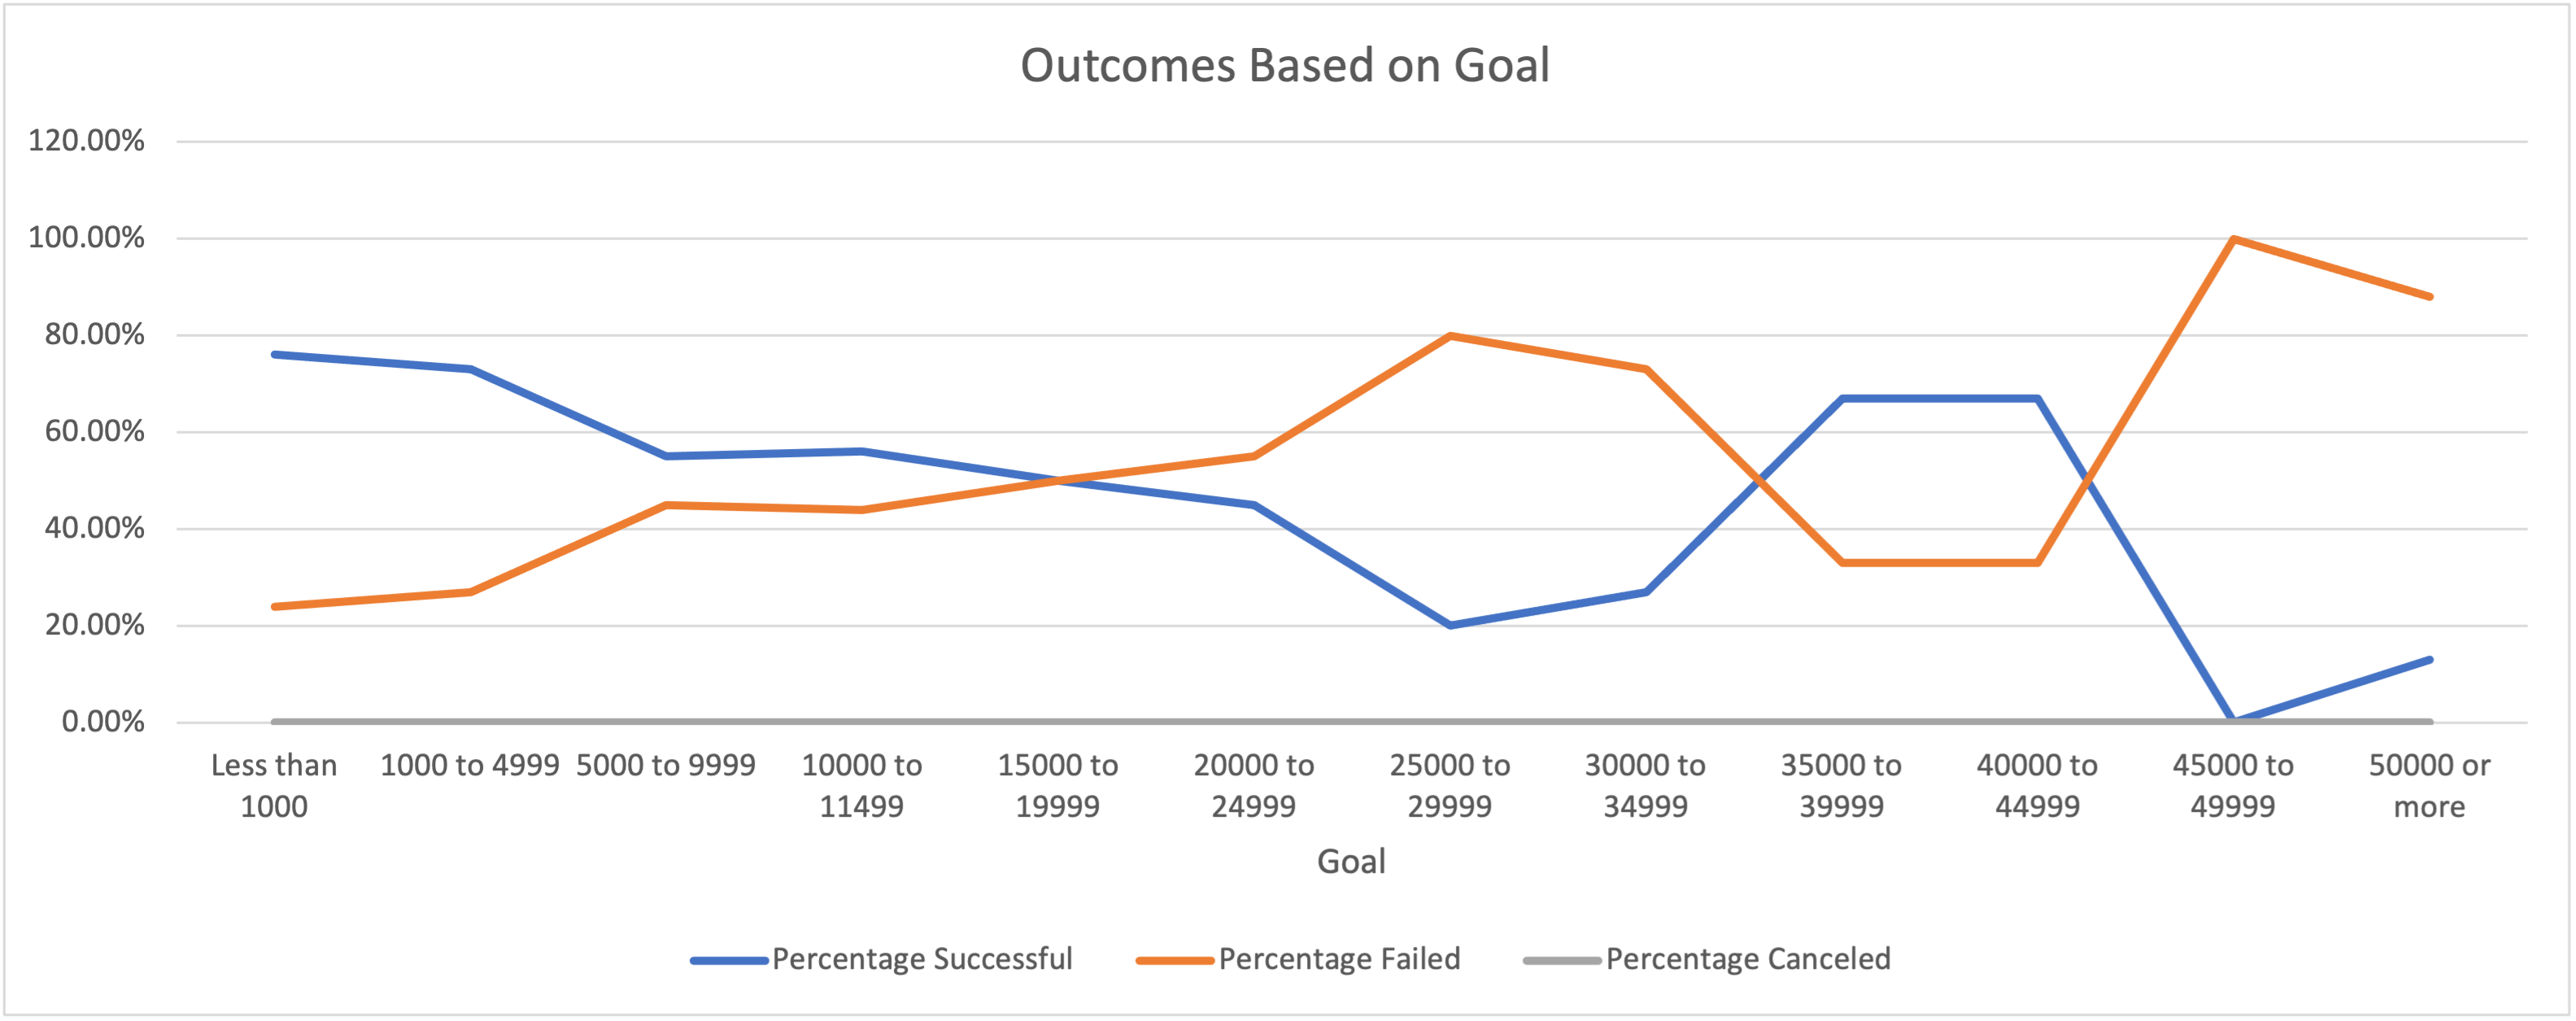 Outcomes Based on Goal
120.00%
100.00%
80.00%
60.00%
40.00%
20.00%
0.00%
Less than 1000
1000 to 4999
5000 to 9999
10000 to 11499
15000 to 19999
20000 to 24999
25000 to 29999
30000 to 34999
35000 to 39999
40000 to 44999
45000 to 49999
50000 or more
Goal
Percentage Successful
Percentage Failed
Percentage Canceled